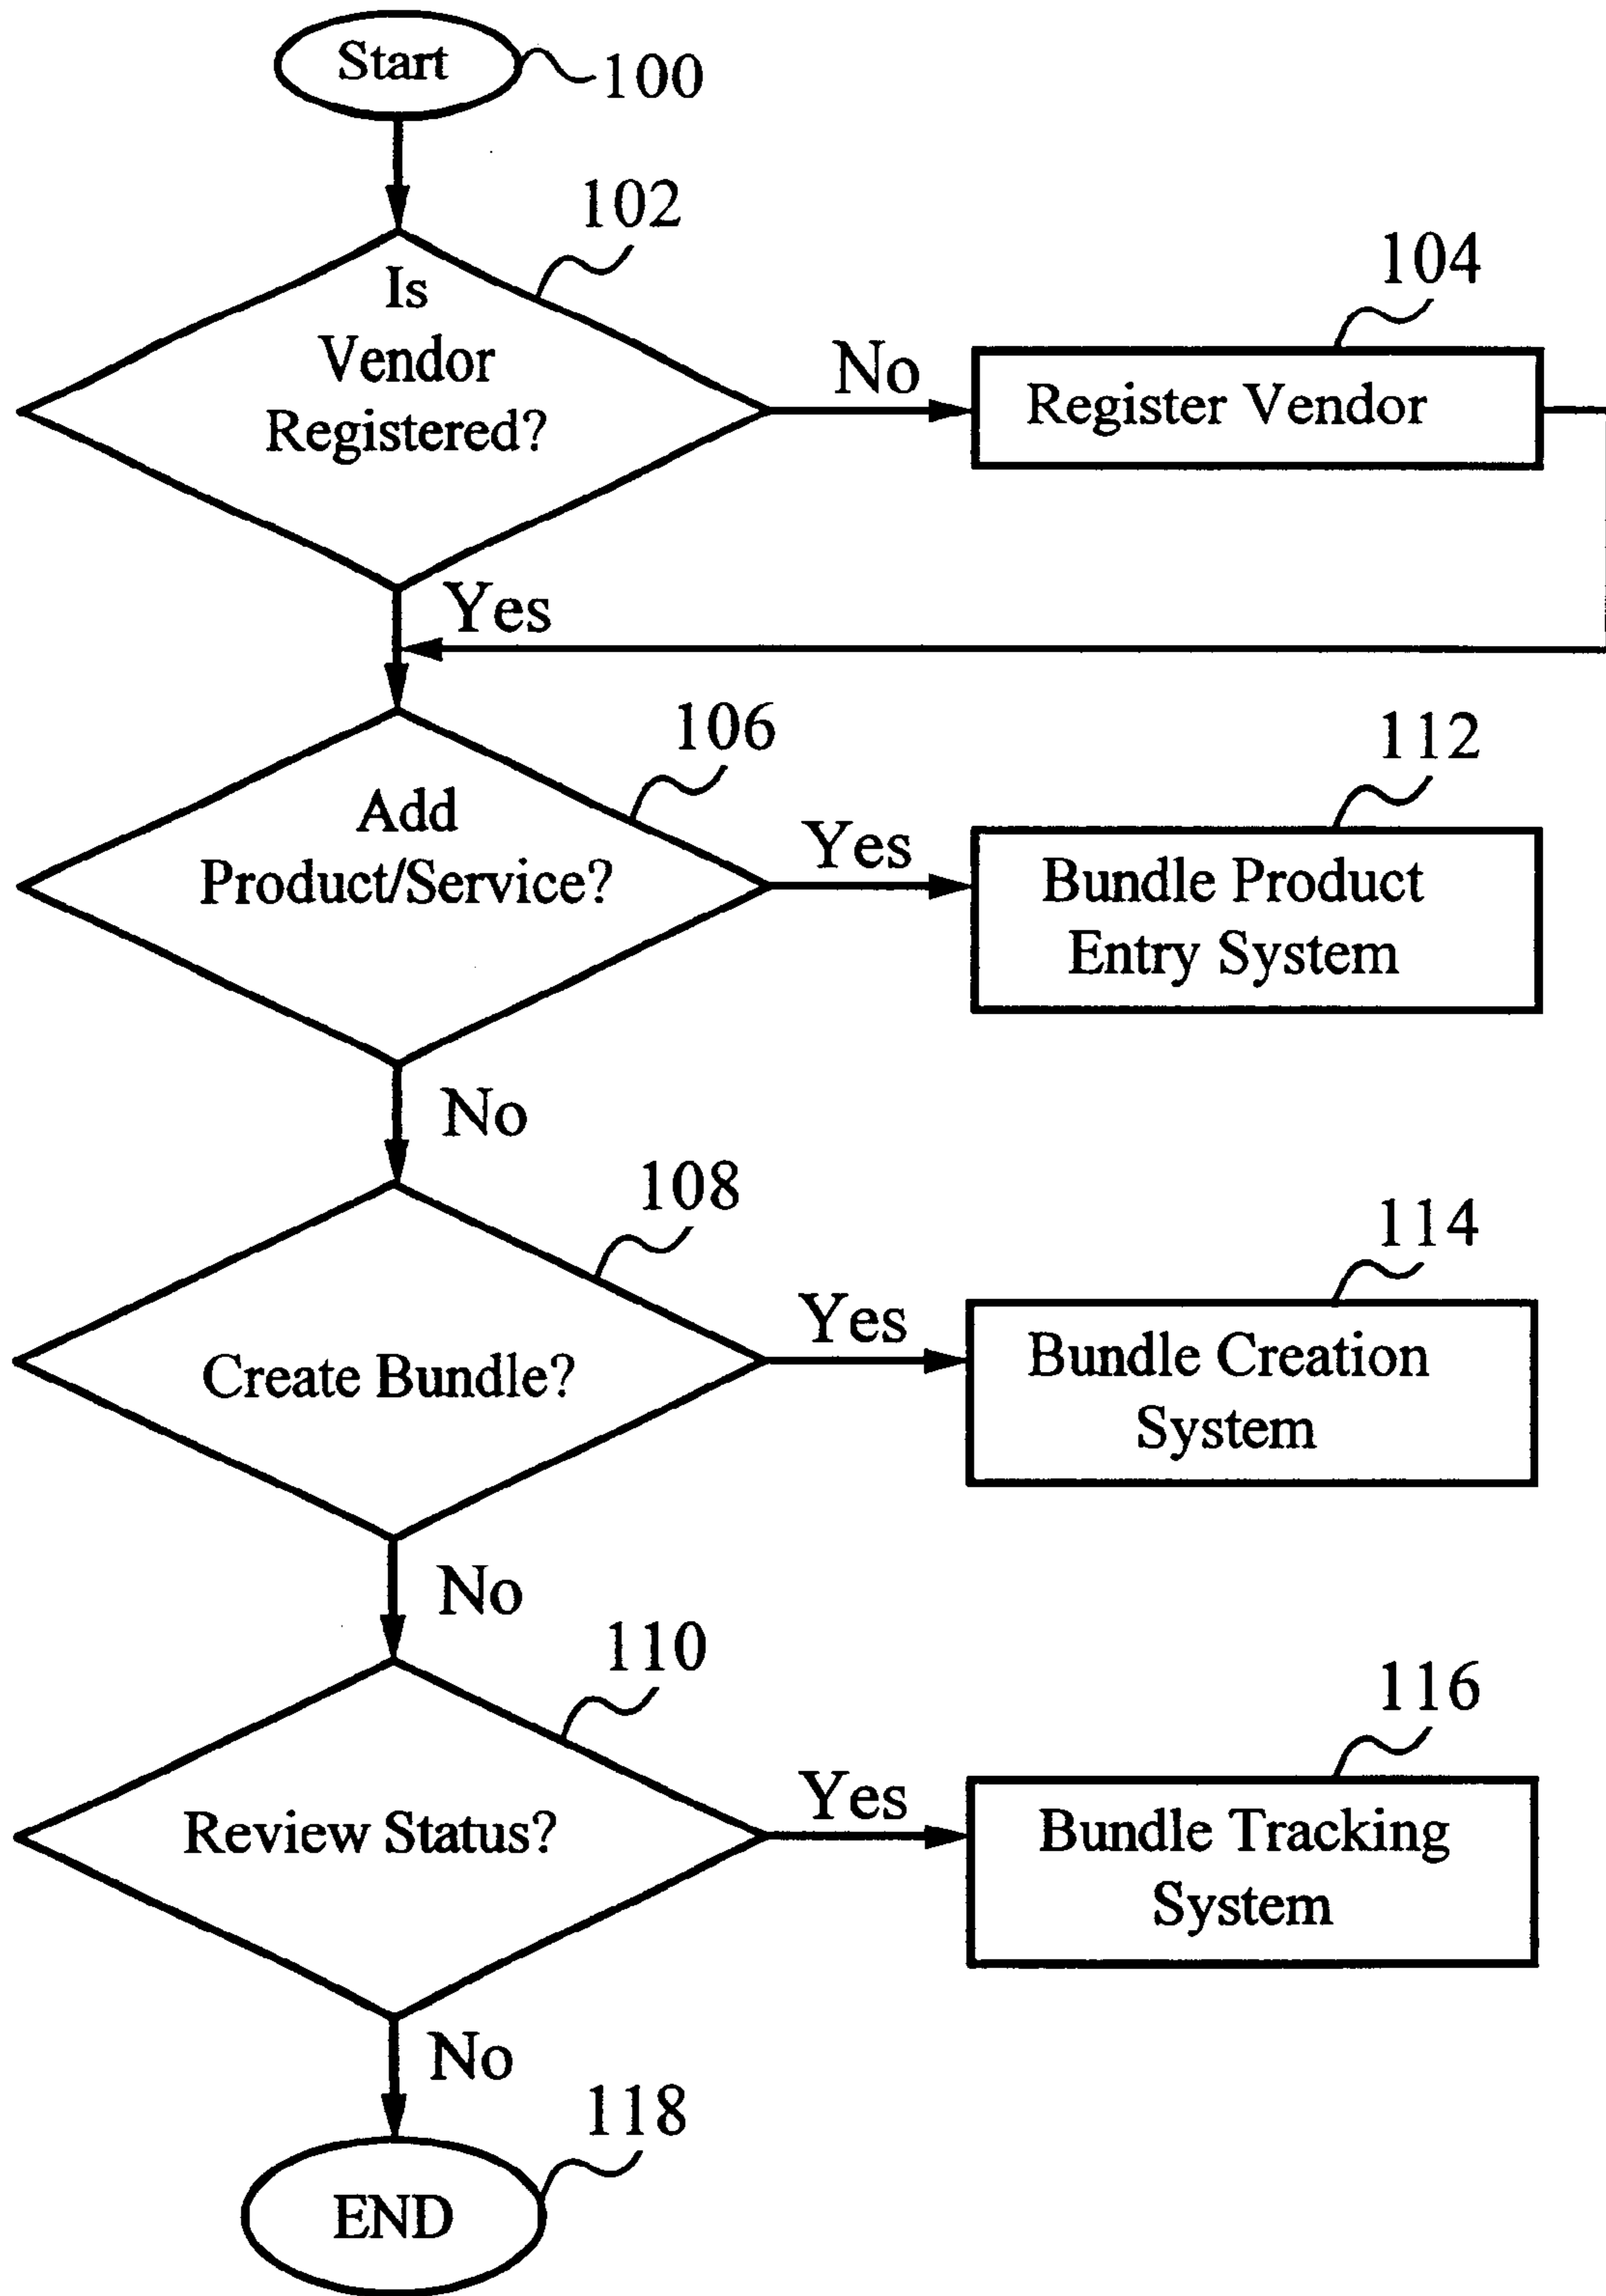 Start
100
102
Is
Vendor
Registered?
No
104
Register Vendor
Yes
106
Add
Product/Service?
Yes
112
Bundle Product
Entry System
No
108
Create Bundle?
Yes
114
Bundle Creation
System
No
110
Review Status?
Yes
116
Bundle Tracking
System
No
118
END